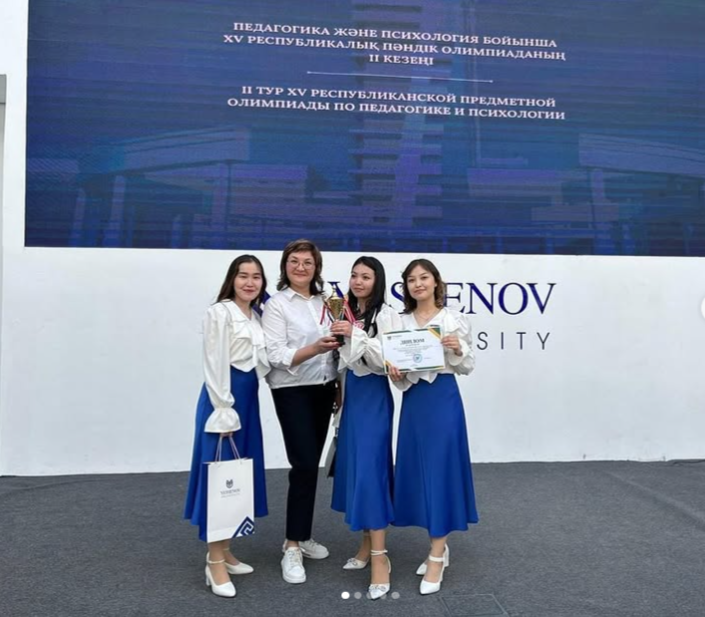 ПЕДАГОГИКА ЖӘНЕ ПСИХОЛОГИЯ БОЙЫНША
XV РЕСПУБЛИКАЛЫҚ ПӘНДІК ОЛИМПИАДАНЫҢ
II КЕЗЕҢІ
II ТУР XV РЕСПУБЛИКАНСКОЙ ПРЕДМЕТНОЙ
ОЛИМПИАДЫ ПО ПЕДАГОГИКЕ И ПСИХОЛОГИИ
ENOV
SITY